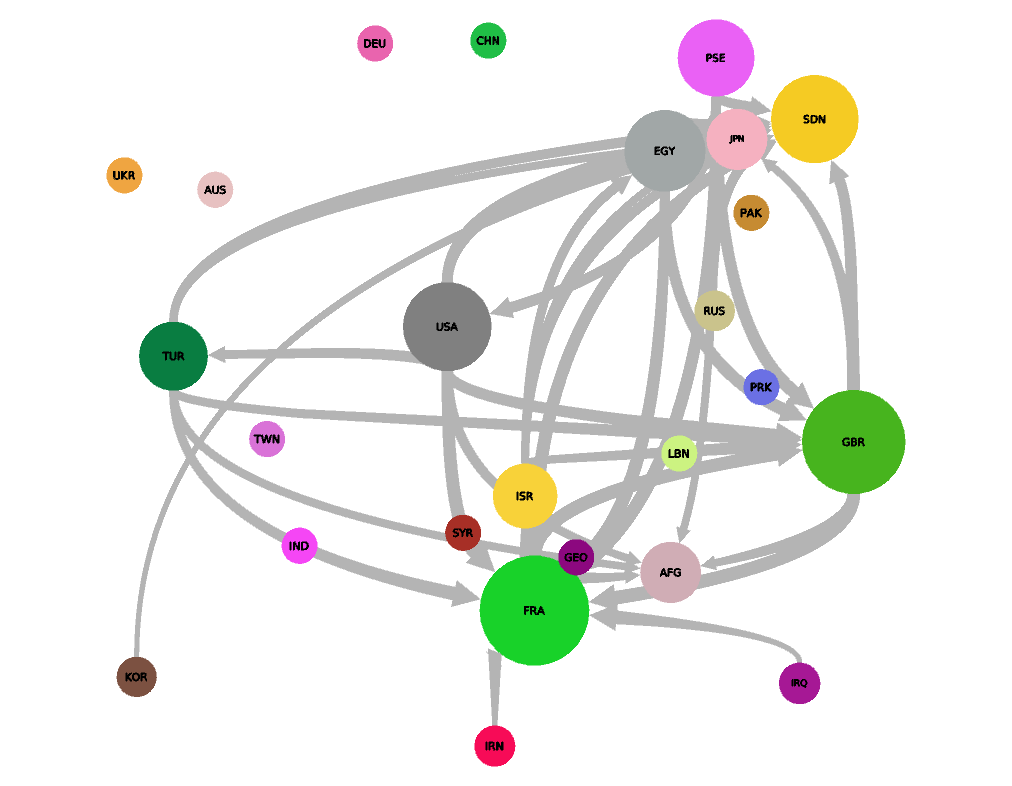 DEU
CHN
PSE
SDN
JPN
EGY
UKR
AUS
PAK
RUS
USA
TUR
PRK
TWN
GBR
LBN
ISR
SYR
IND
GEO
AFG
FRA
KOR
IRQ
IRN